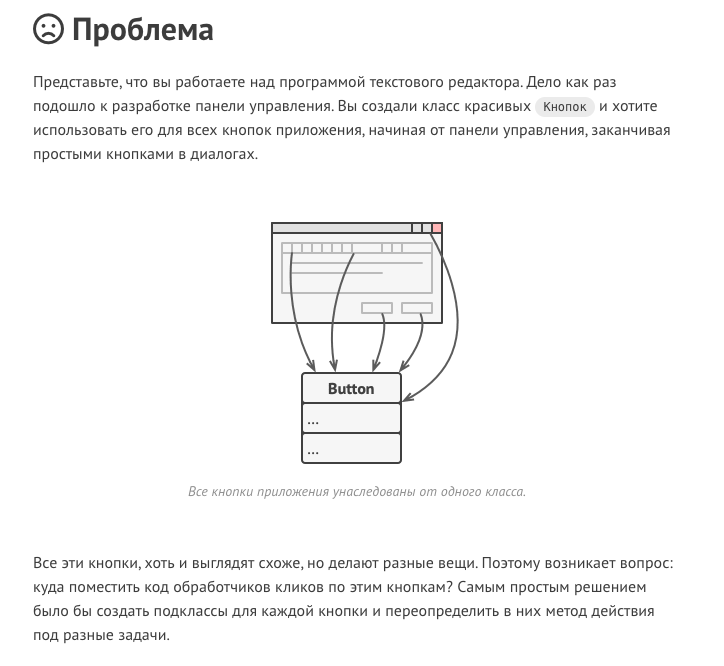 Проблема
Представьте, что вы работаете над программой текстового редактора. Дело как раз
подошло к разработке панели управления. Вы создали класс красивых Кнопок и хотите
использовать его для всех кнопок приложения, начиная от панели управления, заканчивая
простыми кнопками в диалогах.
Button
...
...
Все кнопки приложения унаследованы от одного класса.
Все эти кнопки, хоть и выглядят схоже, но делают разные вещи. Поэтому возникает вопрос:
куда поместить код обработчиков кликов по этим кнопкам? Самым простым решением
было бы создать подклассы для каждой кнопки и переопределить в них метод действия
под разные задачи.